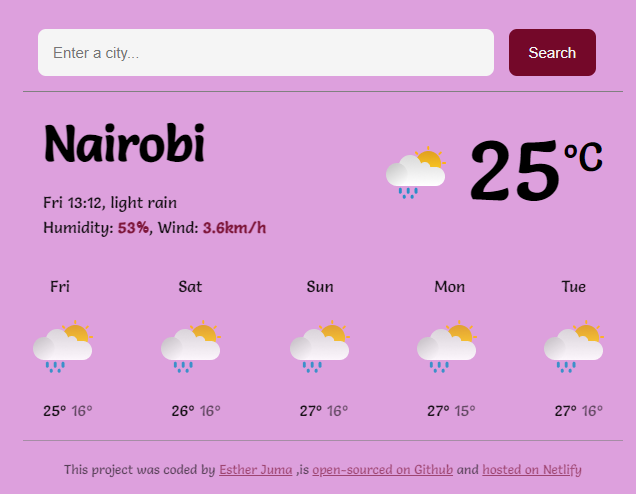 Enter a city...
Search
Nairobi
25°C
Fri 13:12, light rain
Humidity: 53%, Wind: 3.6km/h
Fri Sat Sun Mon Tue
25° 16° 26° 16° 27° 16° 27° 15° 27° 16°
This project was coded by Esther Juma ,is open-sourced on Github and hosted on Netlify